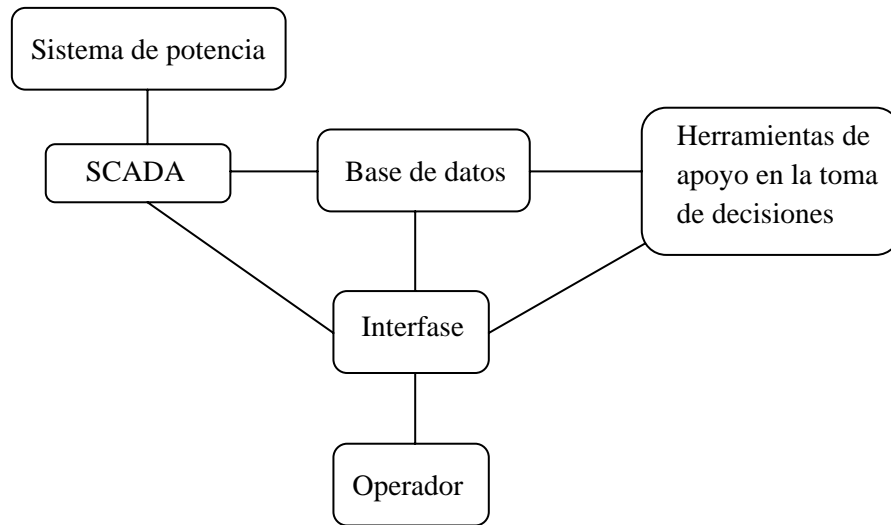 Sistema de potencia
SCADA
Base de datos
Herramientas de
apoyo en la toma
de decisiones
Interfase
Operador